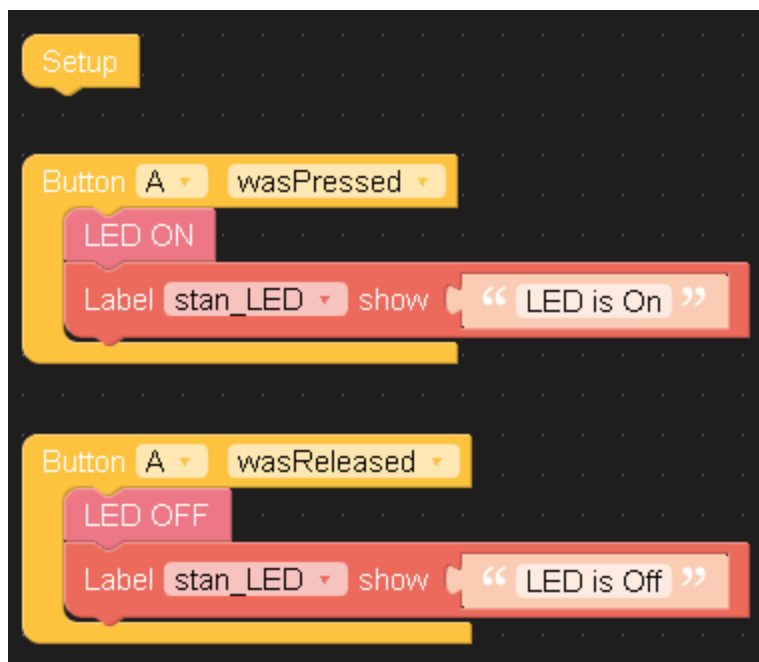 Setup
Button A wasPressed
LED ON
Label stan_LED show “ LED is On ”
Button A wasReleased
LED OFF
Label stan_LED show “ LED is Off ”